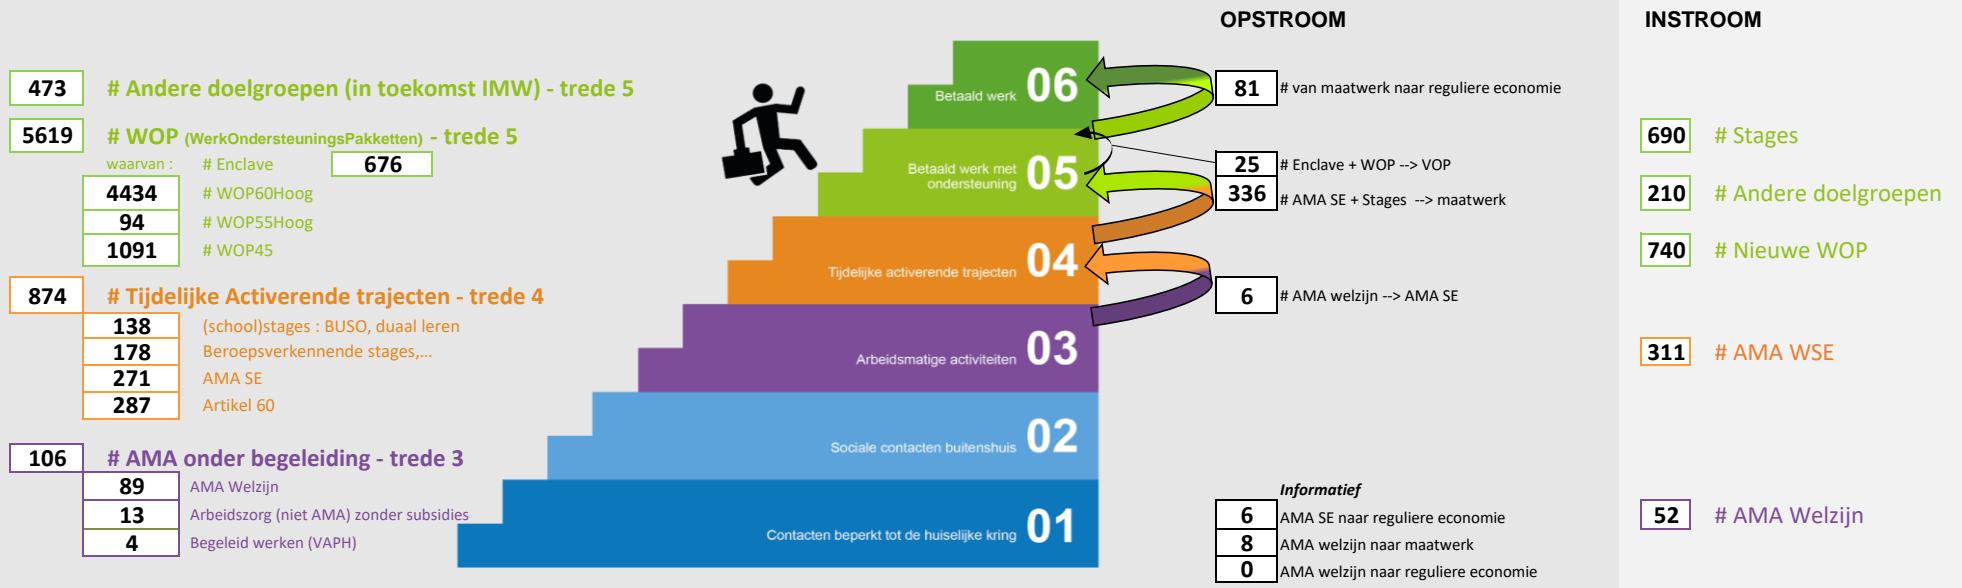 OPSTROOM
INSTROOM
473 # Andere doelgroepen (in toekomst IMW) - trede 5
5619 # WOP (WerkOndersteuningsPakketten) - trede 5
waarvan : # Enclave 676
4434 # WOP60Hoog
94 # WOP55Hoog
1091 # WOP45
874 # Tijdelijke Activerende trajecten - trede 4
138 (school)stages : BUSO, duaal leren
178 Beroepsverkennende stages,...
271 AMA SE
287 Artikel 60
106 # AMA onder begeleiding - trede 3
89 AMA Welzijn
13 Arbeidszorg (niet AMA) zonder subsidies
4 Begeleid werken (VAPH)
Betaald werk 06
Betaald werk met
ondersteuning 05
Tijdelijke activerende trajecten 04
Arbeidsmatige activiteiten 03
Sociale contacten buitenshuis 02
Contacten beperkt tot de huiselijke kring 01
81 # van maatwerk naar reguliere economie
25 # Enclave + WOP --> VOP
336 # AMA SE + Stages --> maatwerk
6 # AMA welzijn --> AMA SE
Informatief
6 AMA SE naar reguliere economie
8 AMA welzijn naar maatwerk
0 AMA welzijn naar reguliere economie
690 # Stages
210 # Andere doelgroepen
740 # Nieuwe WOP
311 # AMA WSE
52 # AMA Welzijn